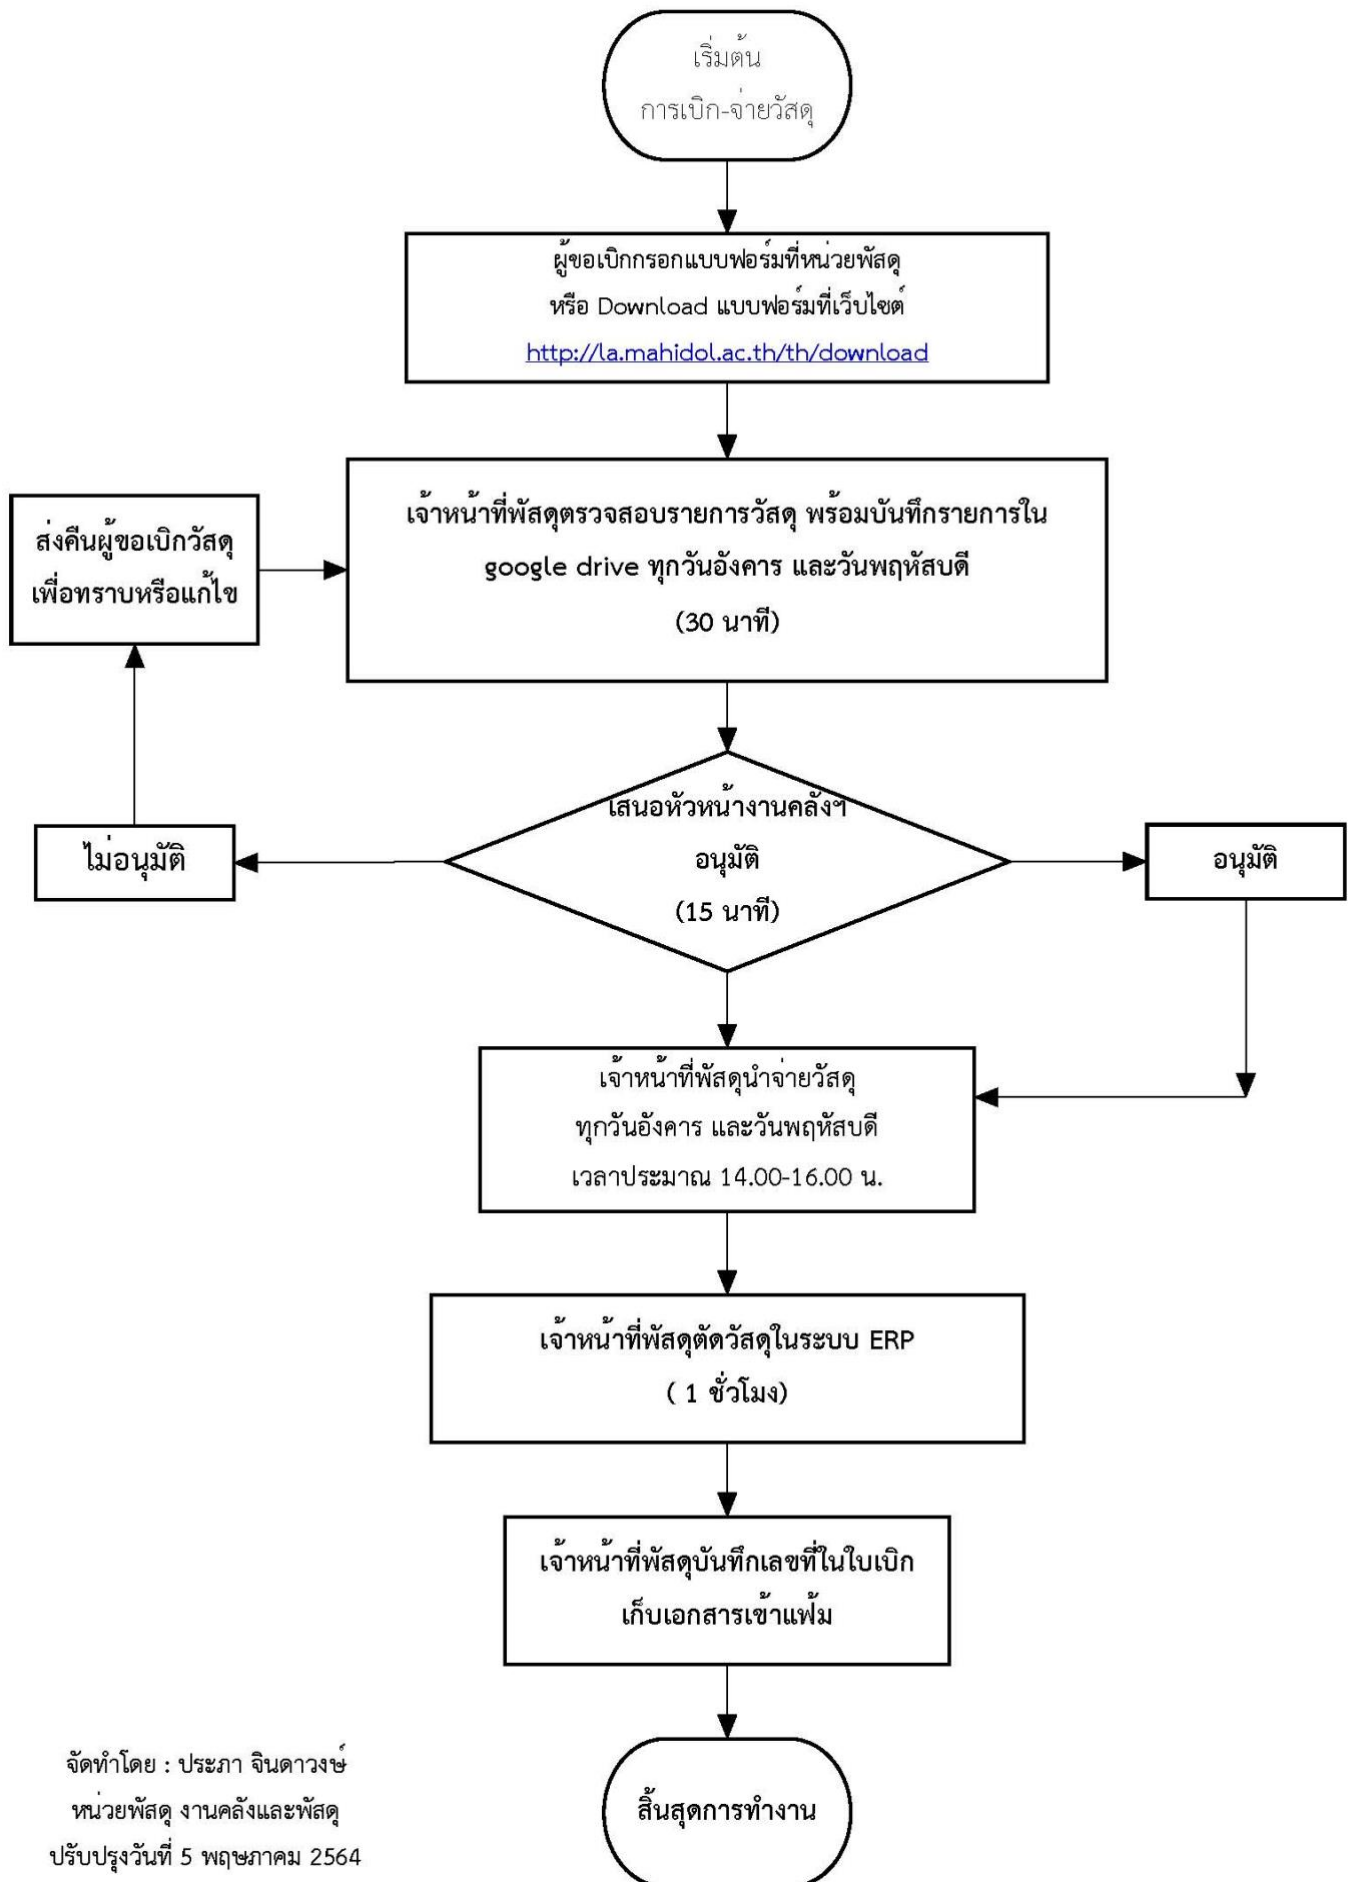 เริ่มต้น
การเบิก-จ่ายวัสดุ
ผู้ขอเบิกกรอกแบบฟอร์มที่หน่วยพัสดุ
หรือ Download แบบฟอร์มที่เว็บไซต์
http://la.mahidol.ac.th/th/download
ส่งคืนผู้ขอเบิกวัสดุ
เพื่อทราบหรือแก้ไข
เจ้าหน้าที่พัสดุตรวจสอบรายการวัสดุ พร้อมบันทึกรายการใน
google drive ทุกวันอังคาร และวันพฤหัสบดี
(30 นาที)
เสนอหัวหน้างานคลังฯ
อนุมัติ
(15 นาที)
ไม่อนุมัติ
อนุมัติ
เจ้าหน้าที่พัสดุนำจ่ายวัสดุ
ทุกวันอังคาร และวันพฤหัสบดี
เวลาประมาณ 14.00-16.00 น.
เจ้าหน้าที่พัสดุตัดวัสดุในระบบ ERP
( 1 ชั่วโมง)
เจ้าหน้าที่พัสดุบันทึกเลขที่ในใบเบิก
เก็บเอกสารเข้าแฟ้ม
สิ้นสุดการทำงาน
จัดทำโดย : ประภา จินดาวงษ์
หน่วยพัสดุ งานคลังและพัสดุ
ปรับปรุงวันที่ 5 พฤษภาคม 2564